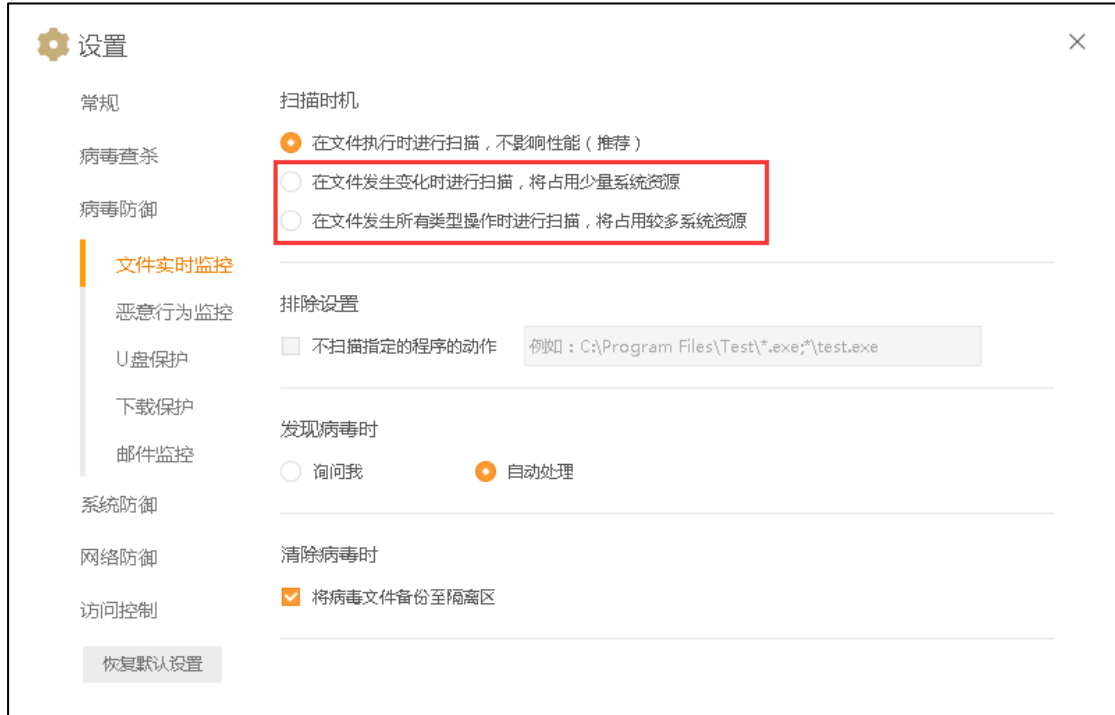 设置
常规
病毒查杀
病毒防御
文件实时监控
恶意行为监控
U盘保护
下载保护
邮件监控
系统防御
网络防御
访问控制
恢复默认设置
扫描时机
在文件执行时进行扫描，不影响性能（推荐）
在文件发生变化时进行扫描，将占用少量系统资源
在文件发生所有类型操作时进行扫描，将占用较多系统资源
排除设置
不扫描指定的程序的动作 例如：C:\Program Files\Test\*.exe;*\test.exe
发现病毒时
询问我 自动处理
清除病毒时
将病毒文件备份至隔离区